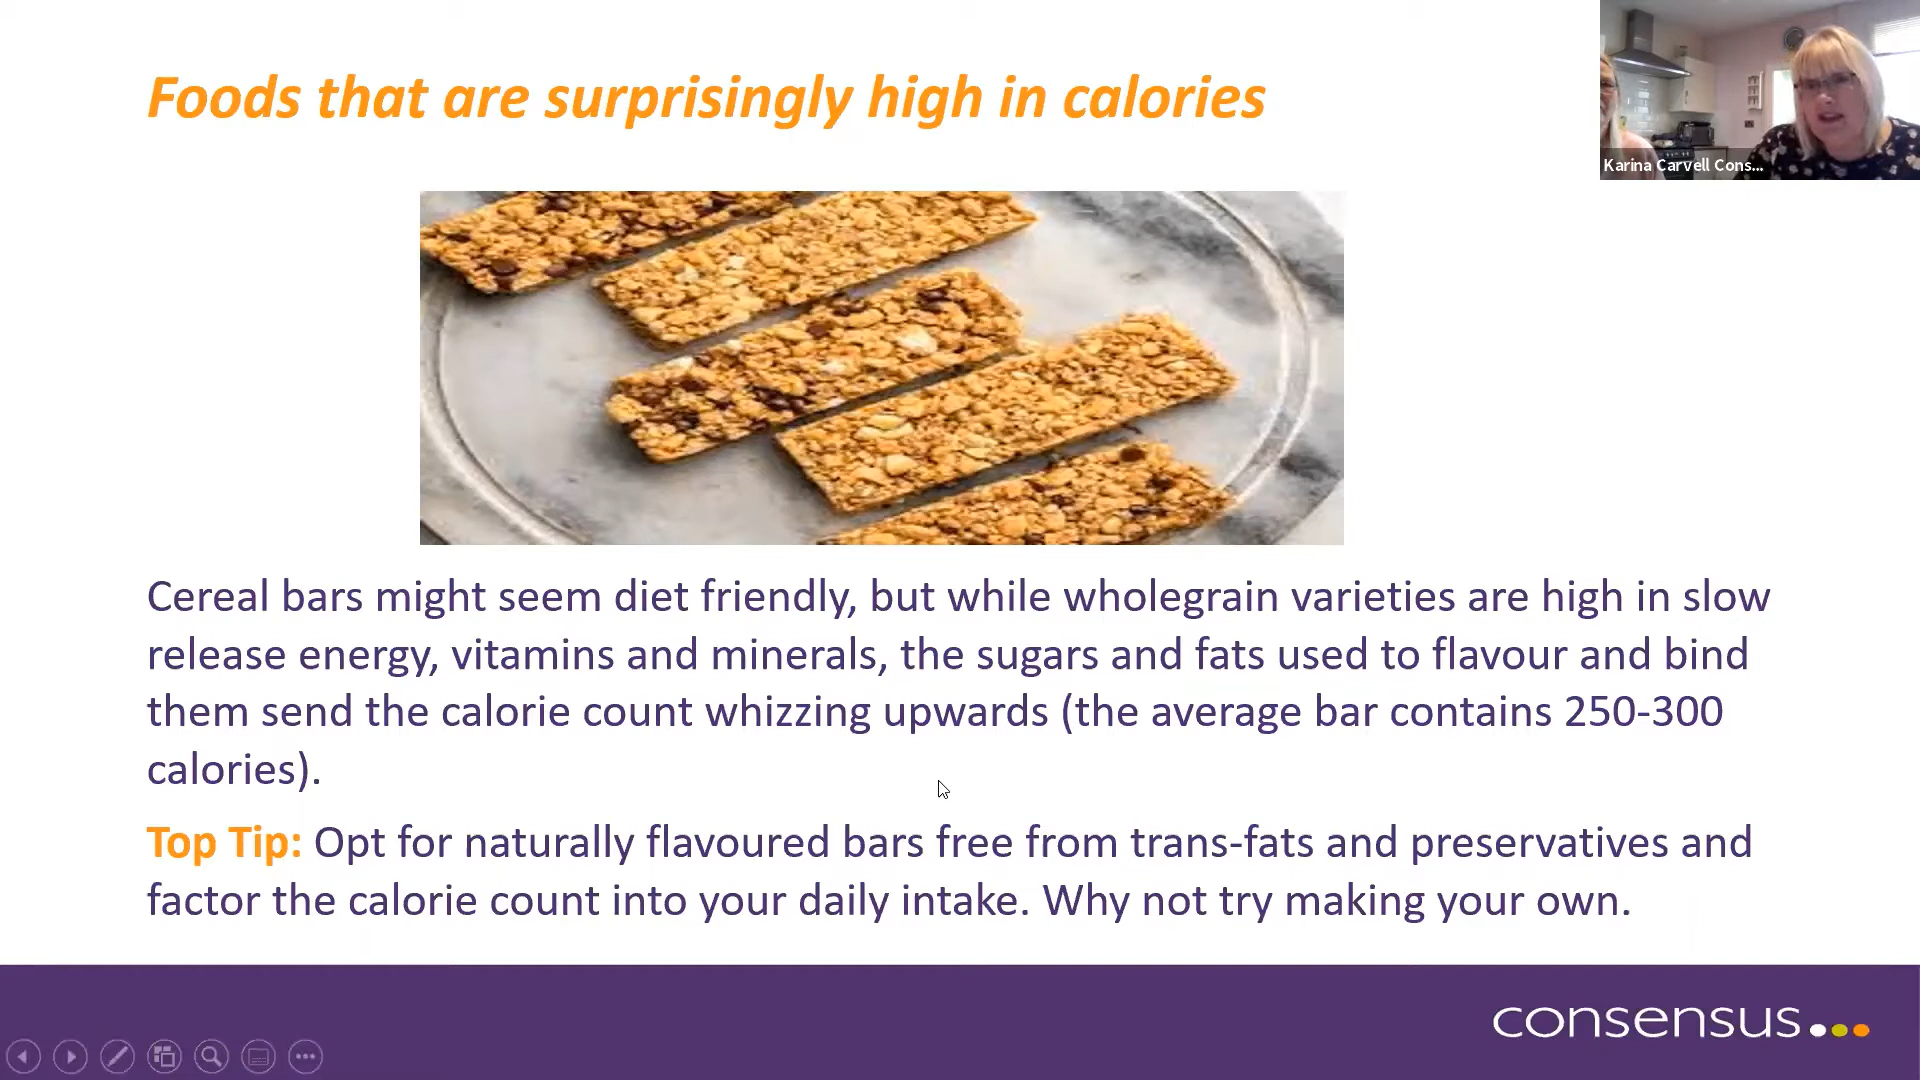 Foods that are surprisingly high in calories
Karina Carvell Cons...
Cereal bars might seem diet friendly, but while wholegrain varieties are high in slow
release energy, vitamins and minerals, the sugars and fats used to flavour and bind
them send the calorie count whizzing upwards (the average bar contains 250-300
calories).
Top Tip: Opt for naturally flavoured bars free from trans-fats and preservatives and
factor the calorie count into your daily intake. Why not try making your own.
consensus...